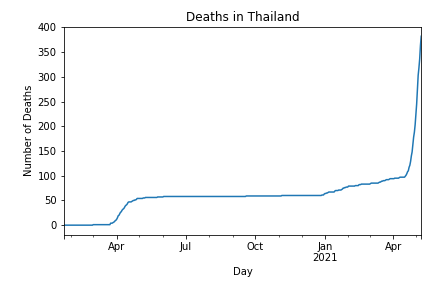 Deaths in Thailand
Number of Deaths
400
350
300
250
200
150
100
50
0
Apr
Jul
Oct
Jan
2021
Apr
Day